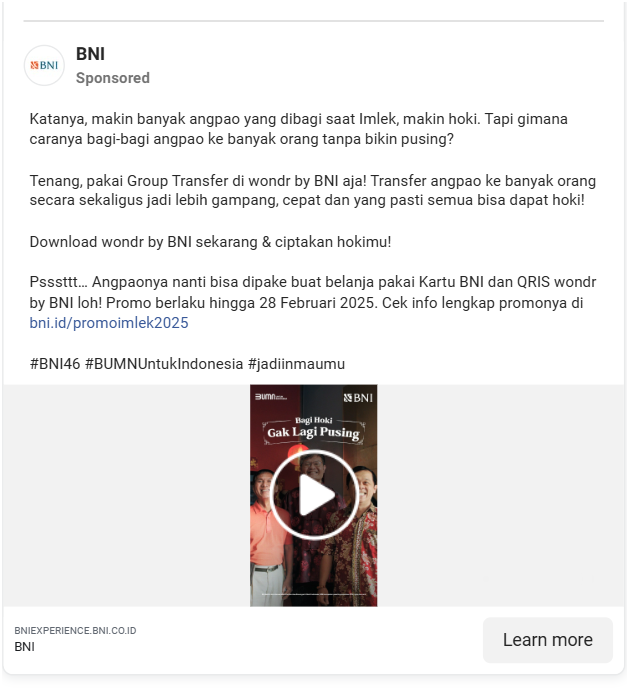 BNI
BNI
Sponsored
Katanya, makin banyak angpao yang dibagi saat Imlek, makin hoki. Tapi gimana
caranya bagi-bagi angpao ke banyak orang tanpa bikin pusing?
Tenang, pakai Group Transfer di wondr by BNI aja! Transfer angpao ke banyak orang
secara sekaligus jadi lebih gampang, cepat dan yang pasti semua bisa dapat hoki!
Download wondr by BNI sekarang & ciptakan hokimu!
Psssttt… Angpaonya nanti bisa dipake buat belanja pakai Kartu BNI dan QRIS wondr
by BNI loh! Promo berlaku hingga 28 Februari 2025. Cek info lengkap promonya di
bni.id/promoimlek2025
#BNI46 #BUMNUntukIndonesia #jadiinmaumu
BUMN
BNI
Bagi Hoki
Gak Lagi Pusing
BNIEXPERIENCE.BNI.CO.ID
BNI
Learn more